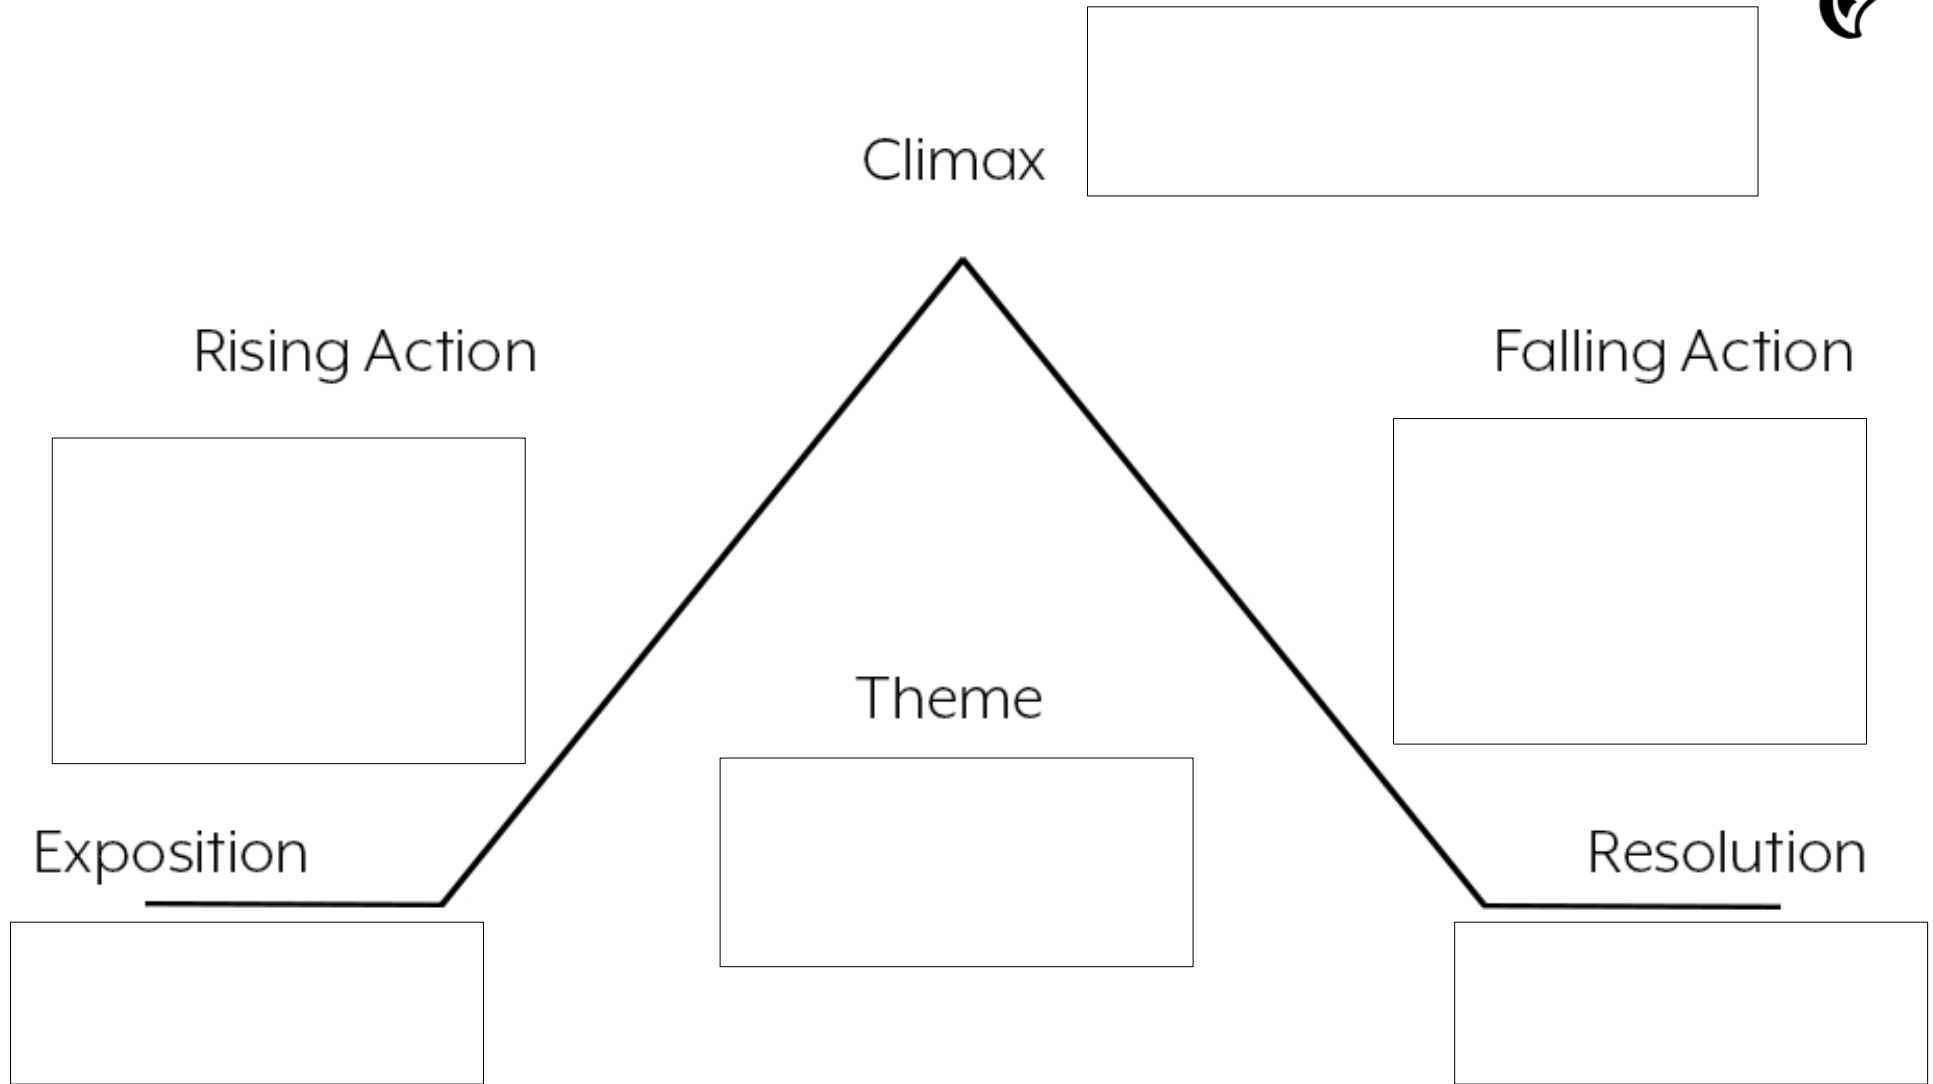 Climax
Rising Action
Falling Action
Theme
Exposition
Resolution